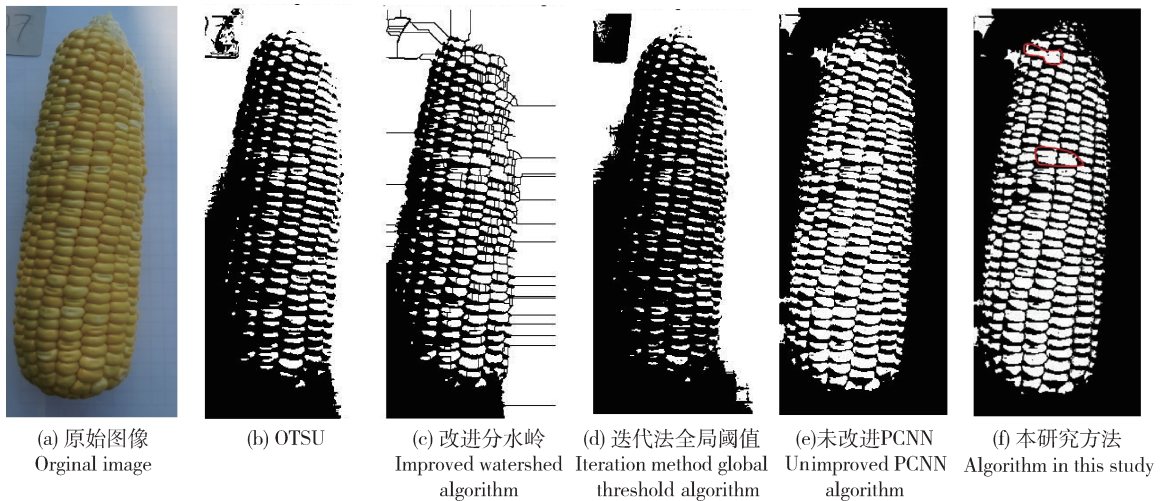 07
(a) 原始图像
Orginal image
(b) OTSU
(c) 改进分水岭
Improved watershed
algorithm
(d) 迭代法全局阈值
Iteration method global
threshold algorithm
(e)未改进PCNN
Unimproved PCNN
algorithm
(f) 本研究方法
Algorithm in this study